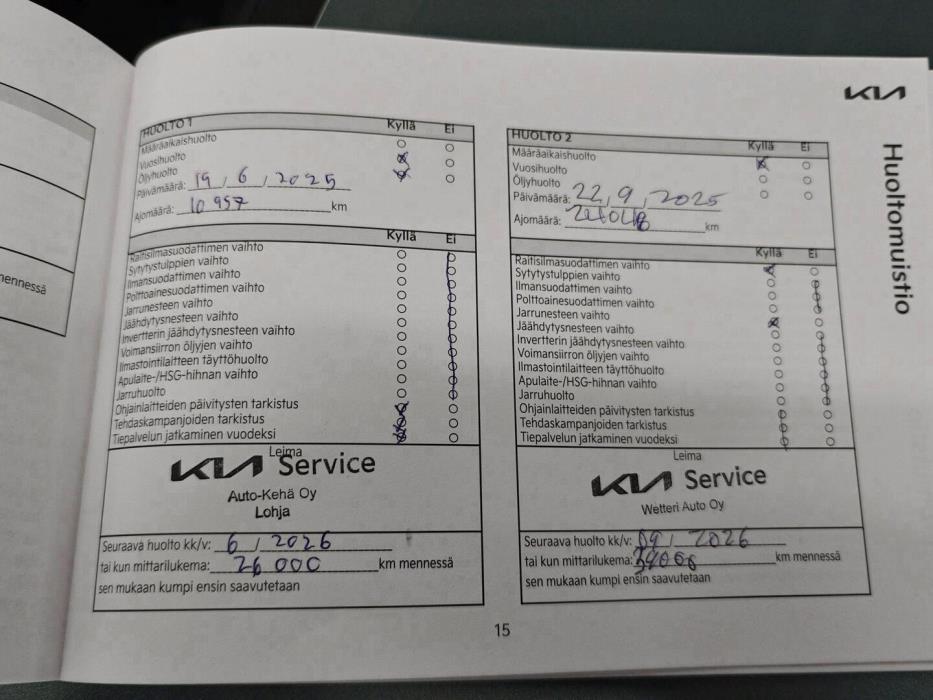 KIA
Huoltomuistio
mennessä
HUOLTO 1 Kyllä Ei
Määräaikaishuolto
Vuosihuolto
Öljyhuolto
Päivämäärä: 19 / 6 / 2025
Ajomäärä: 10 957 km
Kyllä Ei
Raitisilmasuodattimen vaihto
Sytytystulppien vaihto
Ilmansuodattimen vaihto
Polttoainesuodattimen vaihto
Jarrunesteen vaihto
Jäähdytysnesteen vaihto
Invertterin jäähdytysnesteen vaihto
Voimansiirron öljyjen vaihto
Ilmastointilaitteen täyttöhuolto
Apulaite-/HSG-hihnan vaihto
Jarruhuolto
Ohjainlaitteiden päivitysten tarkistus
Tehdaskampanjoiden tarkistus
Tiepalvelun jatkaminen vuodeksi
Leima
KIA Service
Auto-Kehä Oy
Lohja
Seuraava huolto kk/v: 6 / 2026
tai kun mittarilukema: 26 000 km mennessä
sen mukaan kumpi ensin saavutetaan
HUOLTO 2 Kyllä Ei
Määräaikaishuolto
Vuosihuolto
Öljyhuolto
Päivämäärä: 22 / 9 / 2025
Ajomäärä: km
Kyllä Ei
Raitisilmasuodattimen vaihto
Sytytystulppien vaihto
Ilmansuodattimen vaihto
Polttoainesuodattimen vaihto
Jarrunesteen vaihto
Jäähdytysnesteen vaihto
Invertterin jäähdytysnesteen vaihto
Voimansiirron öljyjen vaihto
Ilmastointilaitteen täyttöhuolto
Apulaite-/HSG-hihnan vaihto
Jarruhuolto
Ohjainlaitteiden päivitysten tarkistus
Tehdaskampanjoiden tarkistus
Tiepalvelun jatkaminen vuodeksi
Leima
KIA Service
Wetteri Auto Oy
Seuraava huolto kk/v: 09 / 2026
tai kun mittarilukema: km mennessä
sen mukaan kumpi ensin saavutetaan
15